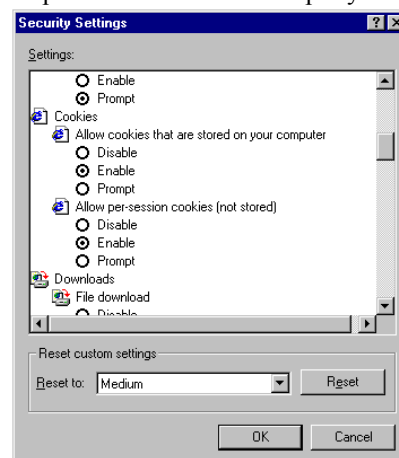 Security Settings
Settings:
Enable
Prompt
Cookies
Allow cookies that are stored on your computer
Disable
Enable
Prompt
Allow per-session cookies (not stored)
Disable
Enable
Prompt
Downloads
File download
Disable
Reset custom settings
Reset to: Medium Reset
OK Cancel